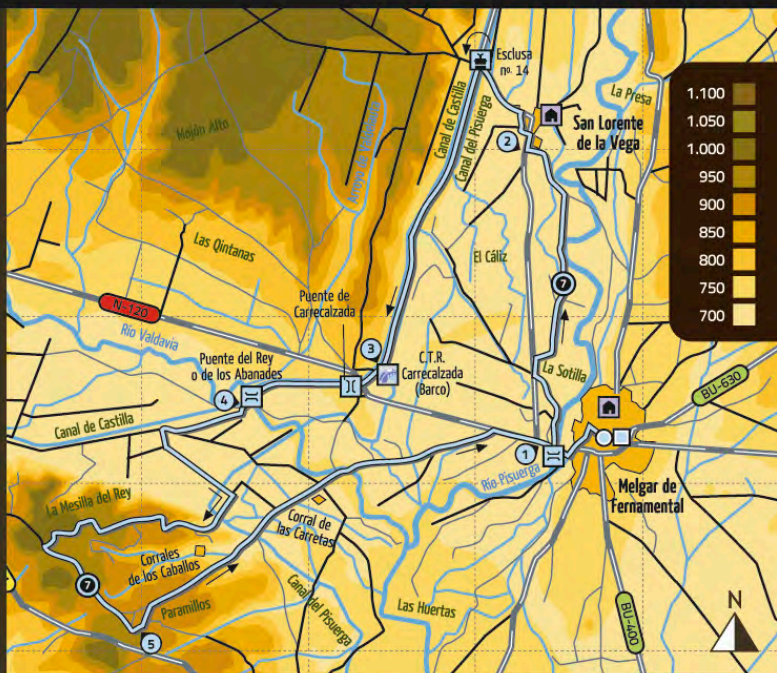 Esclusa
nº. 14
La Presa
San Lorente
de la Vega
2
1.100
1.050
1.000
950
900
850
800
750
700
Mojón Alto
Canal de Castilla
Canal del Pisuerga
Las Qintanas
El Cáliz
7
Puente de
Carrecalzada
N-120
Río Valdavia
Puente del Rey
o de los Abanades
3
C.T.R.
Carrecalzada
(Barco)
La Sotilla
BU-630
4
Canal de Castilla
1
Río Pisuerga
Melgar de
Fernamental
La Mesilla del Rey
Corral de
las Carretas
Corrales
de los Caballos
7
Paramillos
Canal del Pisuerga
Las Huertas
BU-400
N
5